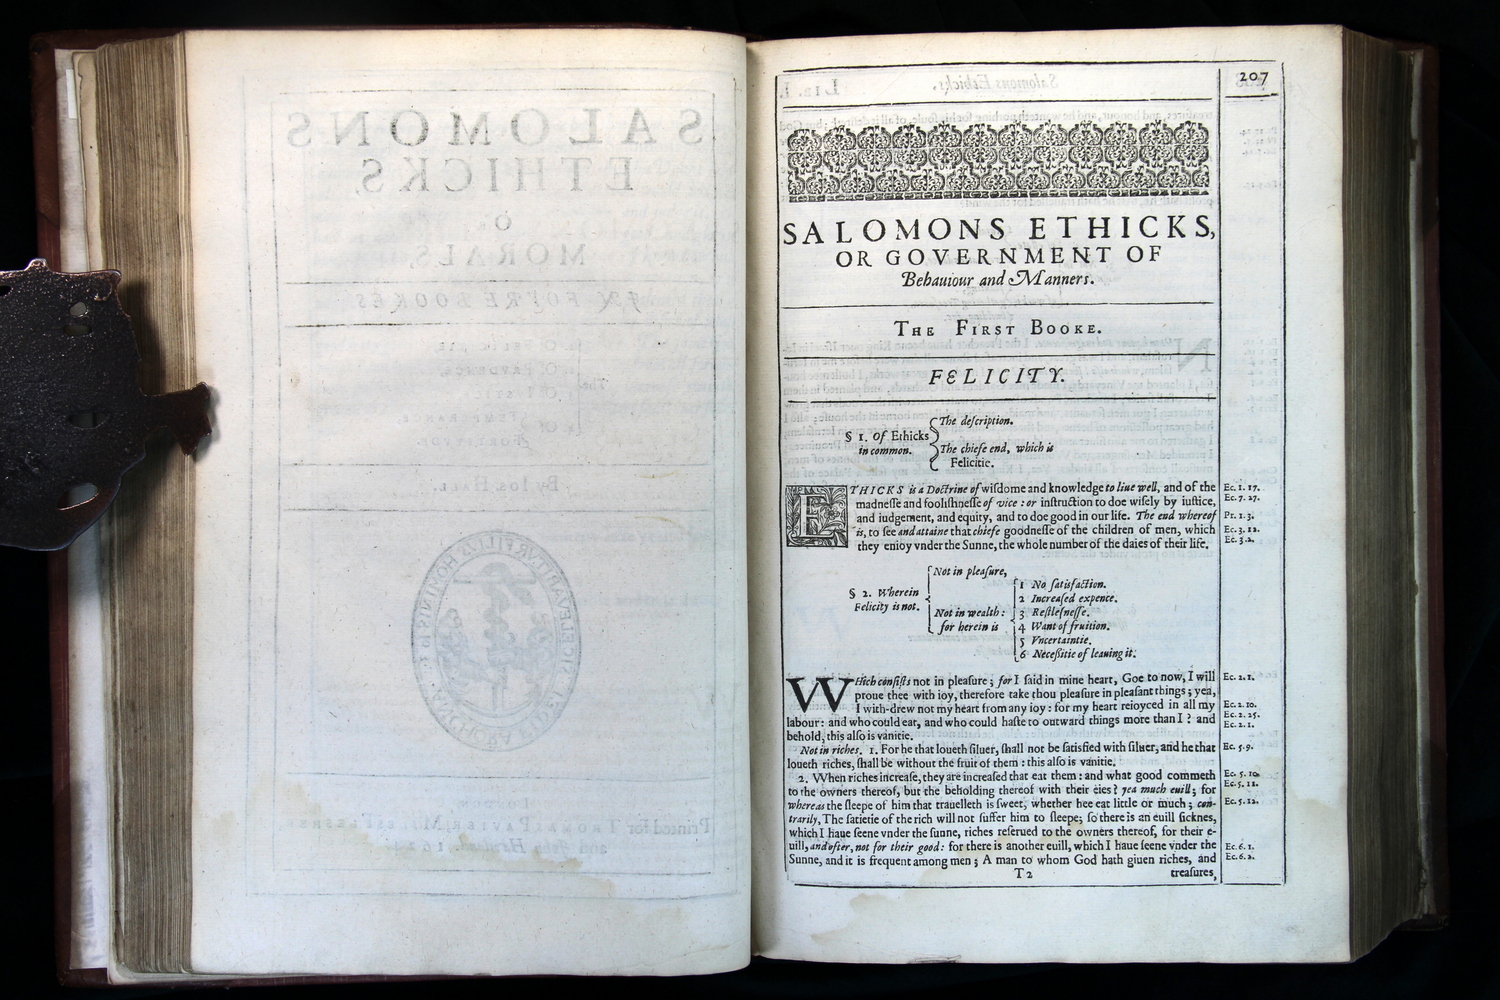 207
SALOMONS ETHICKS,
OR GOVERNMENT OF
Behauiour and Manners.
THE FIRST BOOKE.
FELICITY.
§ 1. Of Ethicks in common.
The deſcription.
The chiefe end, which is
Felicitie.
ETHICKS is a Doctrine of wiſdome and knowledge to liue well, and of the
madneſſe and fooliſhneſſe of vice: or inſtruction to doe wiſely by iuſtice,
and iudgement, and equity, and to doe good in our life. The end whereof
is, to ſee and attaine that chiefe goodneſſe of the children of men, which
they enioy vnder the Sunne, the whole number of the daies of their life.
Ec. 1. 17.
Ec. 7. 27.
Pr. 1. 3.
Ec. 3. 12.
Ec. 3. 2.
§ 2. Wherein
Felicity is not.
Not in pleaſure,
Not in wealth:
for herein is
1 No ſatisfaction.
2 Increaſed expence.
3 Reſtleſneſſe.
4 Want of fruition.
5 Vncertaintie.
6 Neceſsitie of leauing it.
WHich conſiſts not in pleaſure; for I ſaid in mine heart, Goe to now, I will
proue thee with ioy, therefore take thou pleaſure in pleaſant things; yea,
I with-drew not my heart from any ioy: for my heart reioyced in all my
labour: and who could eat, and who could haſte to outward things more than I? and
behold, this alſo is vanitie.
Not in riches. 1. For he that loueth ſiluer, ſhall not be ſatisfied with ſiluer, and he that
loueth riches, ſhall be without the fruit of them: this alſo is vanitie.
2. When riches increaſe, they are increaſed that eat them: and what good commeth
to the owners thereof, but the beholding thereof with their eies? yea much euill; for
whereas the ſleepe of him that trauelleth is ſweet, whether hee eat little or much; con-
trarily, The ſatietie of the rich will not ſuffer him to ſleepe; ſo there is an euill ſicknes,
which I haue ſeene vnder the ſunne, riches reſerued to the owners thereof, for their e-
uill, and ofter, not for their good: for there is another euill, which I haue ſeene vnder the
Sunne, and it is frequent among men; A man to whom God hath giuen riches, and
T 2
treaſures,
Ec. 2. 1.
Ec. 2. 10.
Ec. 2. 25.
Ec. 2. 1.
Ec. 5. 9.
Ec. 5. 10.
Ec. 5. 11.
Ec. 5. 12.
Ec. 6. 1.
Ec. 6. 2.